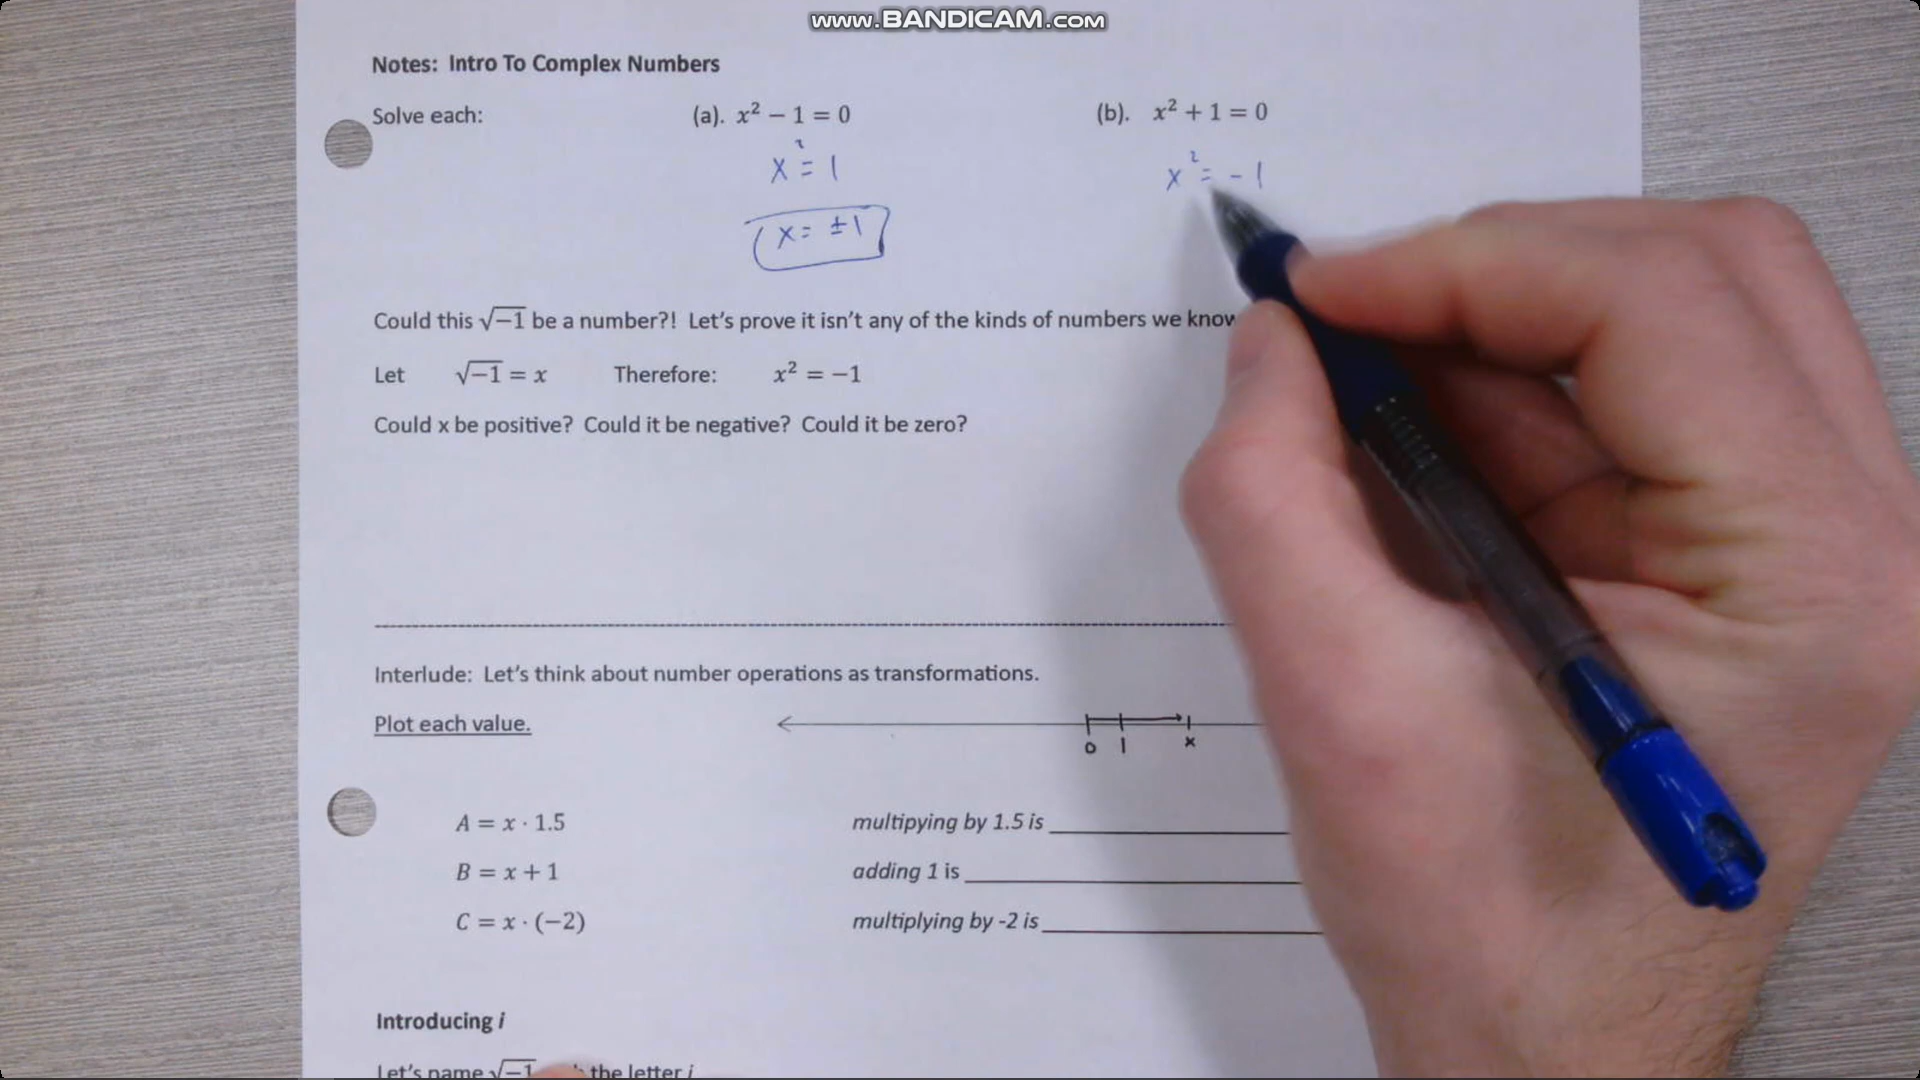 www.BANDICAM.com
Notes: Intro To Complex Numbers
Solve each: (a). x² − 1 = 0 (b). x² + 1 = 0
x² = 1 x² = -1
x = ±1
Could this √−1 be a number?! Let's prove it isn't any of the kinds of numbers we know
Let √−1 = x Therefore: x² = −1
Could x be positive? Could it be negative? Could it be zero?
Interlude: Let's think about number operations as transformations.
Plot each value.
0 1 x
A = x · 1.5 multipying by 1.5 is
B = x + 1 adding 1 is
C = x · (−2) multiplying by -2 is
Introducing i
Let's name √−1 the letter i